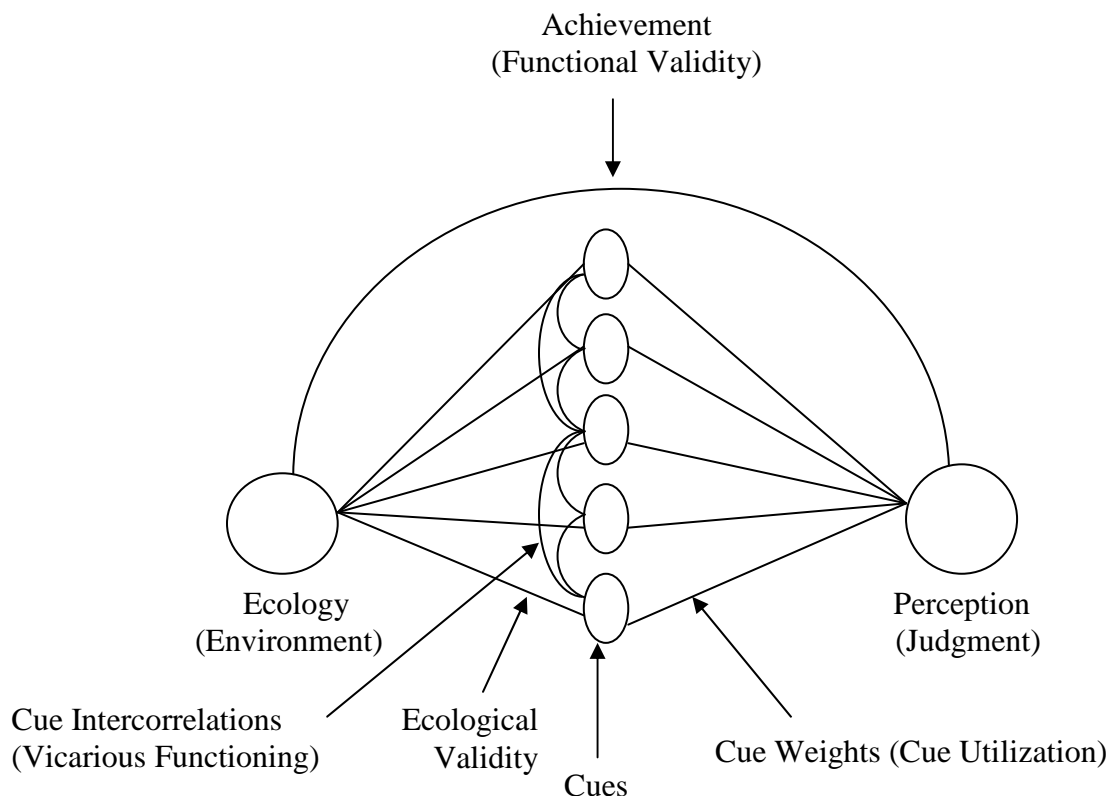 Achievement
(Functional Validity)
Ecology
(Environment)
Perception
(Judgment)
Cue Intercorrelations
(Vicarious Functioning)
Ecological
Validity
Cues
Cue Weights (Cue Utilization)